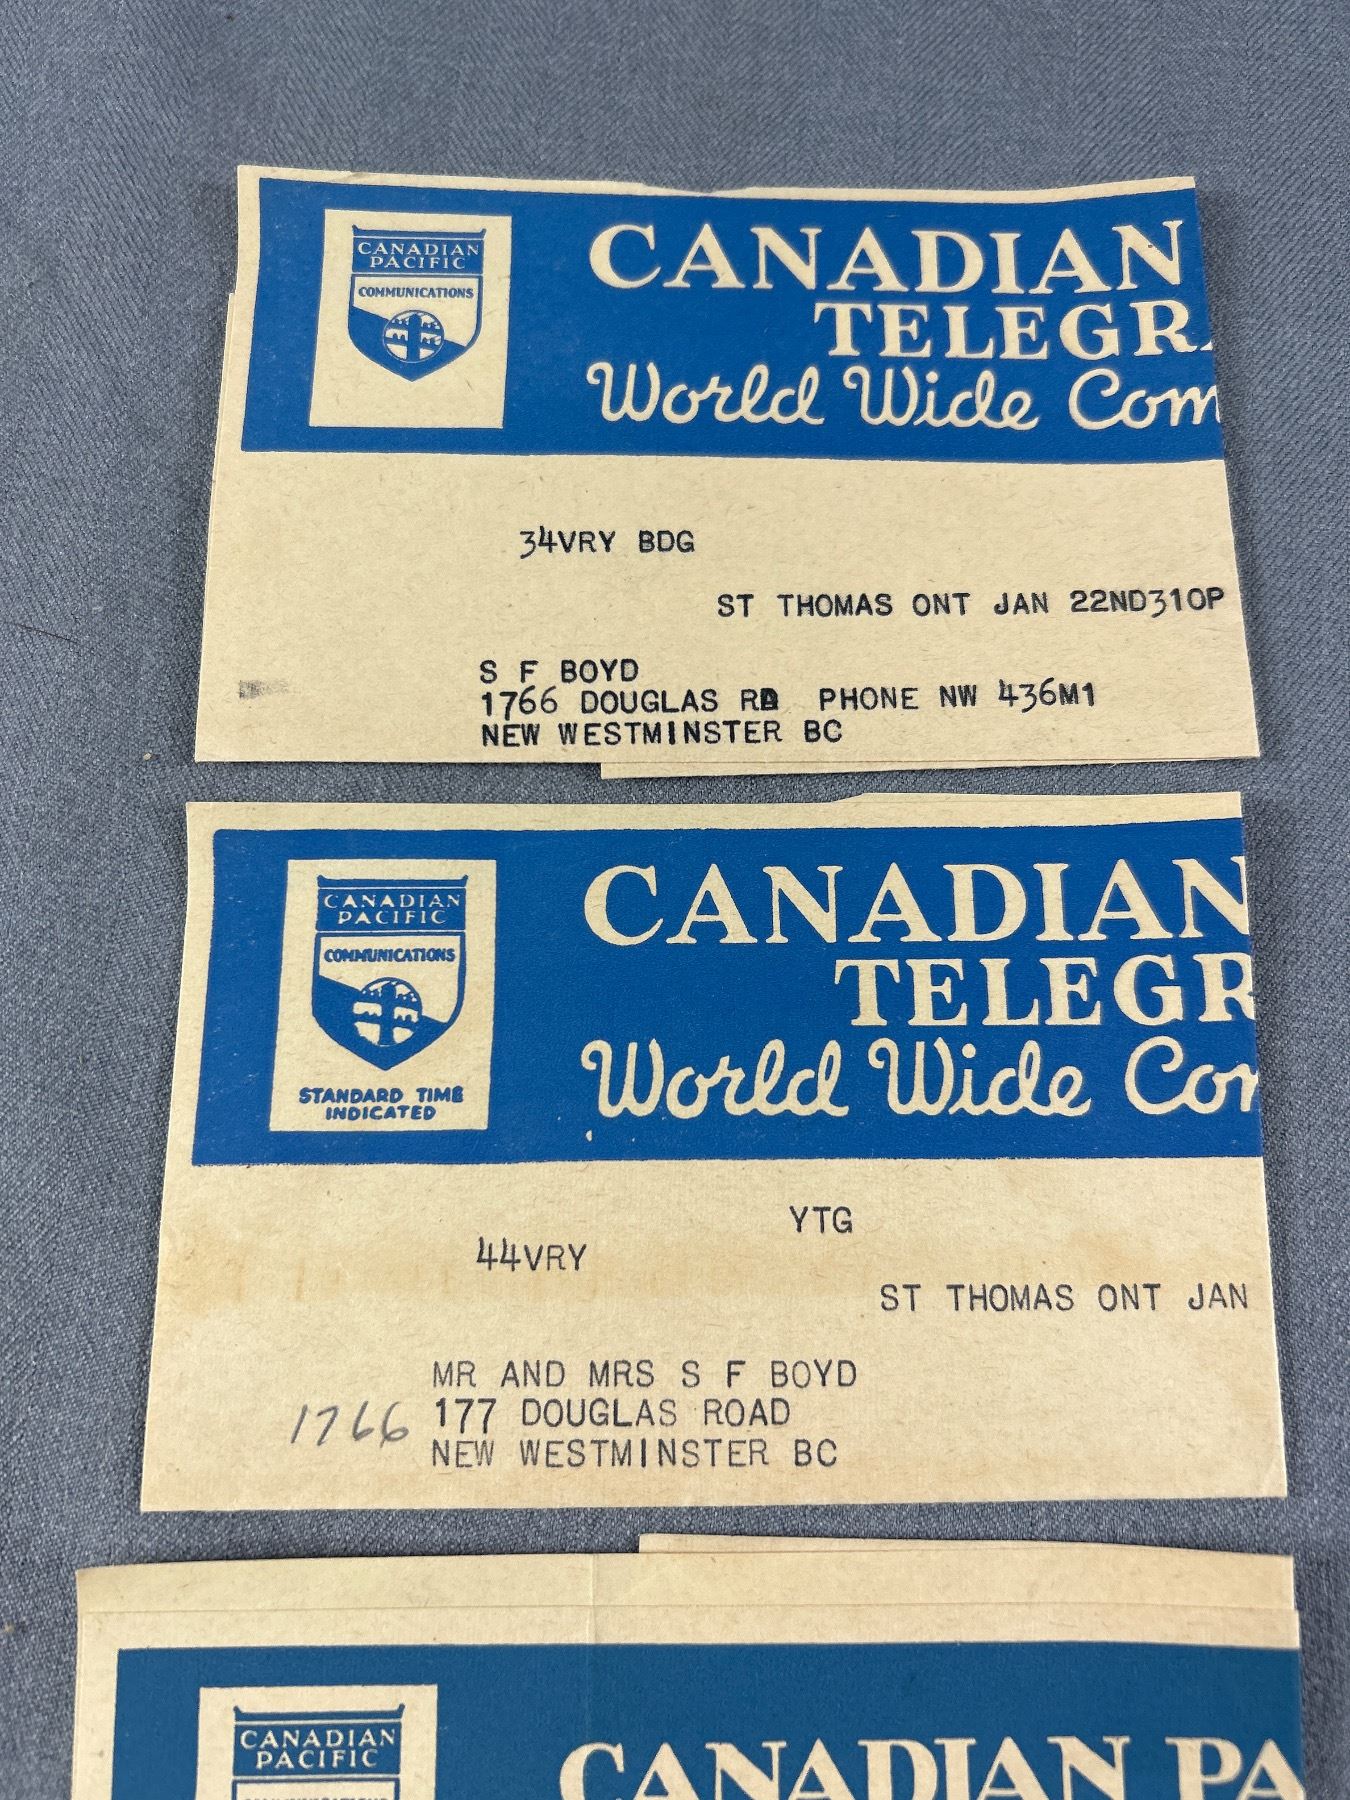 CANADIAN
PACIFIC
COMMUNICATIONS
CANADIAN
TELEGR
World Wide Com
34VRY BDG
ST THOMAS ONT JAN 22ND310P
S F BOYD
1766 DOUGLAS RD PHONE NW 436M1
NEW WESTMINSTER BC
CANADIAN
PACIFIC
COMMUNICATIONS
STANDARD TIME
INDICATED
CANADIAN
TELEGR
World Wide Com
YTG
44VRY
ST THOMAS ONT JAN
MR AND MRS S F BOYD
1766 177 DOUGLAS ROAD
NEW WESTMINSTER BC
CANADIAN
PACIFIC
CANADIAN PA